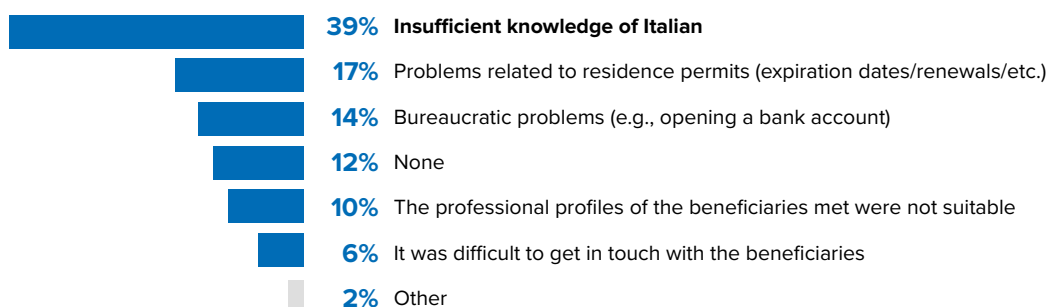 39% Insufficient knowledge of Italian
17% Problems related to residence permits (expiration dates/renewals/etc.)
14% Bureaucratic problems (e.g., opening a bank account)
12% None
10% The professional profiles of the beneficiaries met were not suitable
6% It was difficult to get in touch with the beneficiaries
2% Other